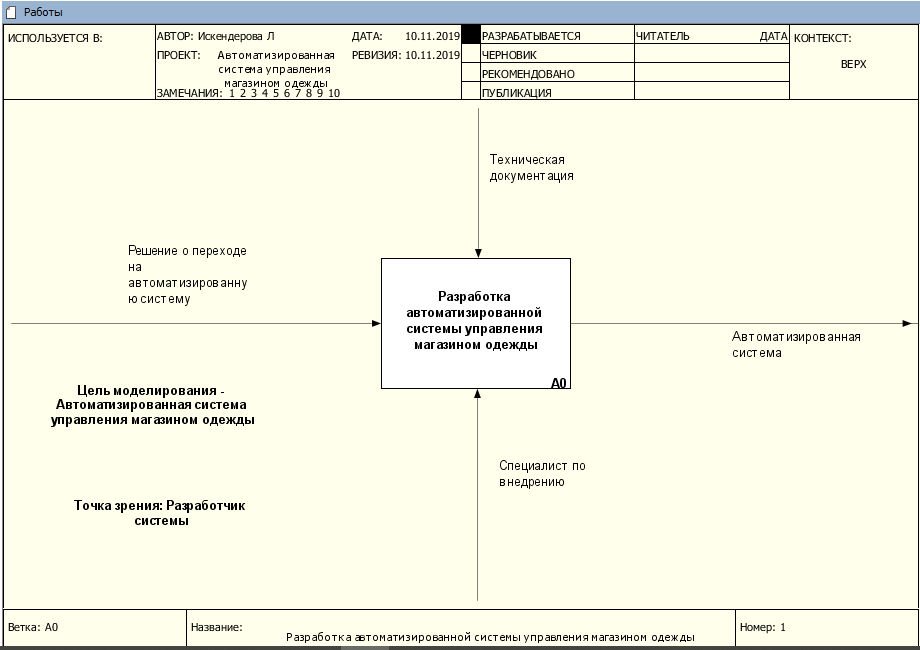 Работы
ИСПОЛЬЗУЕТСЯ В:
АВТОР: Искендерова Л
ДАТА: 10.11.2019
ПРОЕКТ: Автоматизированная
система управления
магазином одежды
РЕВИЗИЯ: 10.11.2019
ЗАМЕЧАНИЯ: 1 2 3 4 5 6 7 8 9 10
РАЗРАБАТЫВАЕТСЯ
ЧЕРНОВИК
РЕКОМЕНДОВАНО
ПУБЛИКАЦИЯ
ЧИТАТЕЛЬ ДАТА
КОНТЕКСТ:
ВЕРХ
Техническая
документация
Решение о переходе
на
автоматизированну
ю систему
Разработка
автоматизированной
системы управления
магазином одежды
A0
Автоматизированная
система
Цель моделирования -
Автоматизированная система
управления магазином одежды
Специалист по
внедрению
Точка зрения: Разработчик
системы
Ветка: A0
Название:
Разработка автоматизированной системы управления магазином одежды
Номер: 1